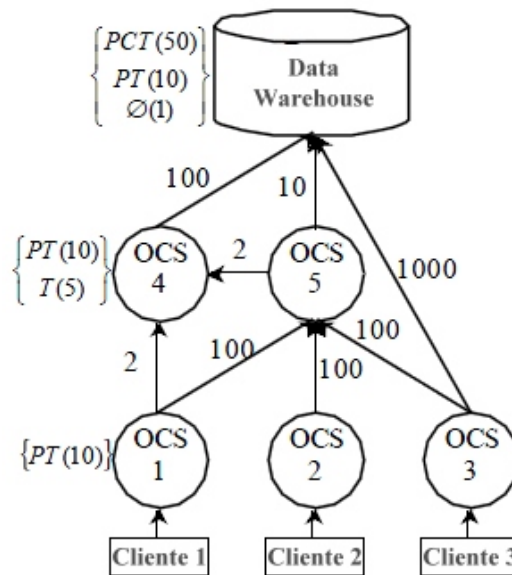 PCT(50)
PT(10)
∅(1)
Data
Warehouse
100
10
1000
PT(10)
T(5)
OCS
4
2
OCS
5
2
100
100
100
{PT(10)}
OCS
1
OCS
2
OCS
3
Cliente 1
Cliente 2
Cliente 3